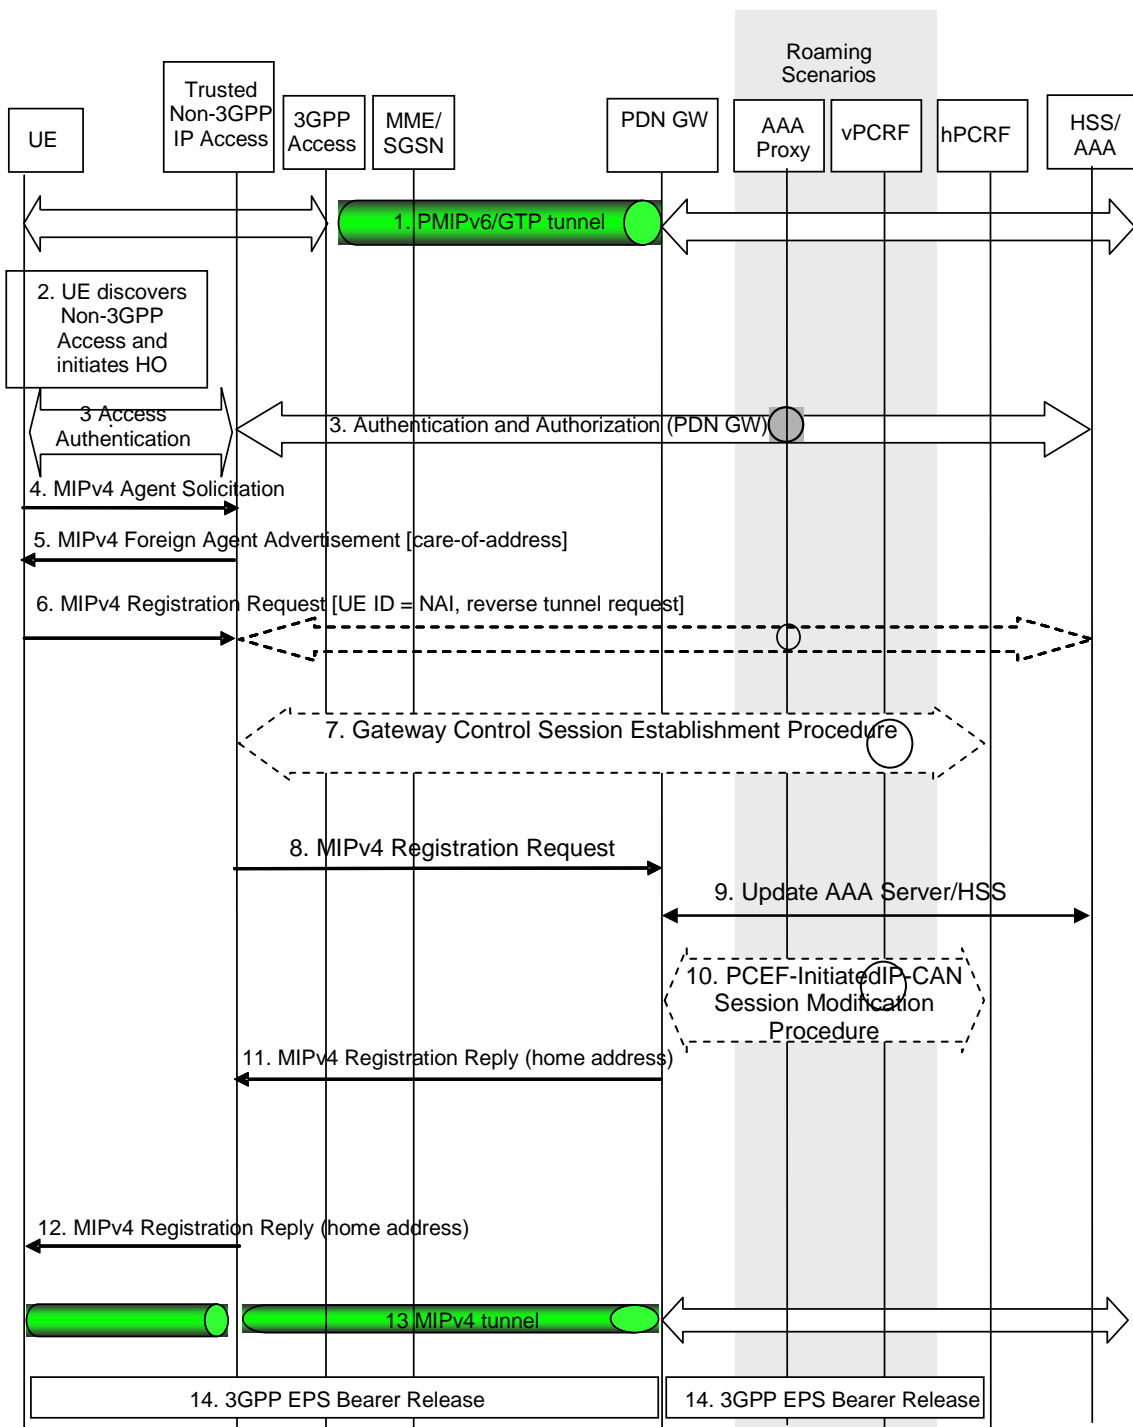 Roaming
Scenarios
UE
Trusted
Non-3GPP
IP Access
3GPP
Access
MME/
SGSN
PDN GW
AAA
Proxy
vPCRF
hPCRF
HSS/
AAA
1. PMIPv6/GTP tunnel
2. UE discovers
Non-3GPP
Access and
initiates HO
3 Access
.
Authentication
3. Authentication and Authorization (PDN GW)
4. MIPv4 Agent Solicitation
5. MIPv4 Foreign Agent Advertisement [care-of-address]
6. MIPv4 Registration Request [UE ID = NAI, reverse tunnel request]
7. Gateway Control Session Establishment Procedure
8. MIPv4 Registration Request
9. Update AAA Server/HSS
10. PCEF-InitiatedIP-CAN
Session Modification
Procedure
11. MIPv4 Registration Reply (home address)
12. MIPv4 Registration Reply (home address)
13 MIPv4 tunnel
14. 3GPP EPS Bearer Release
14. 3GPP EPS Bearer Release